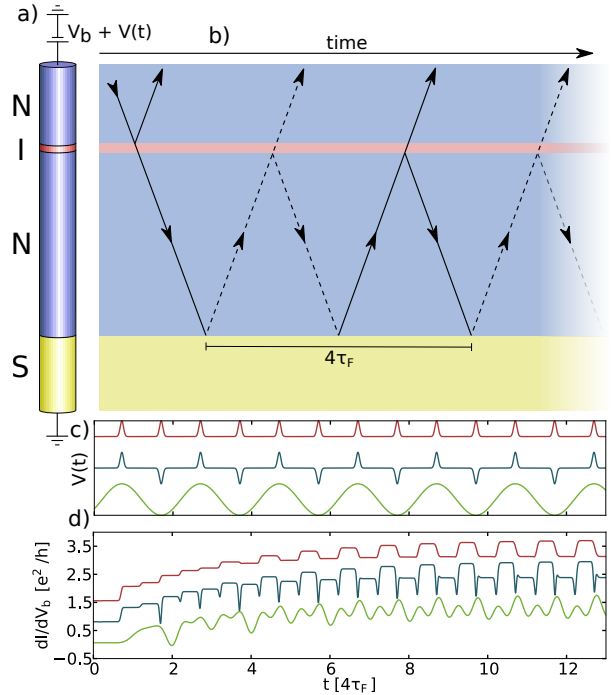 a)
V_b + V(t)
b)
time
N
I
N
S
4τ_F
c)
V(t)
d)
dI/dV_b [e²/h]
3.5
2.5
1.5
0.5
−0.5
0 2 4 6 8 10 12
t [4τ_F]